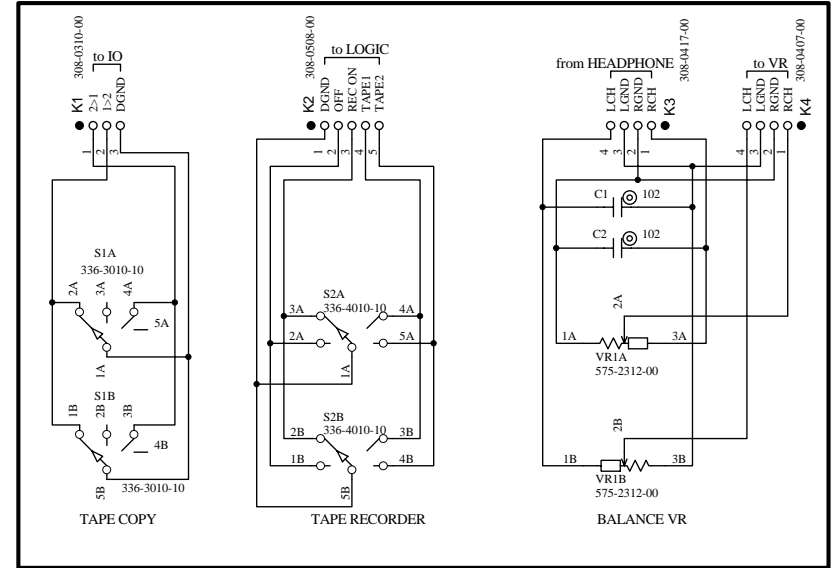 308-0310-00
to IO
K1
2>1
1>2
DGND
1
2
3
S1A
336-3010-10
2A
3A
4A
5A
1A
S1B
1B
2B
3B
4B
5B
336-3010-10
TAPE COPY
308-0508-00
to LOGIC
K2
DGND
OFF
REC ON
TAPE1
TAPE2
1
2
3
4
5
S2A
336-4010-10
3A
4A
2A
5A
1A
S2B
336-4010-10
2B
3B
1B
4B
5B
TAPE RECORDER
from HEADPHONE
308-0417-00
LCH
LGND
RGND
RCH
K3
4
3
2
1
to VR
308-0407-00
LCH
LGND
RGND
RCH
K4
4
3
2
1
C1
102
C2
102
2A
1A
3A
VR1A
575-2312-00
2B
1B
3B
VR1B
575-2312-00
BALANCE VR